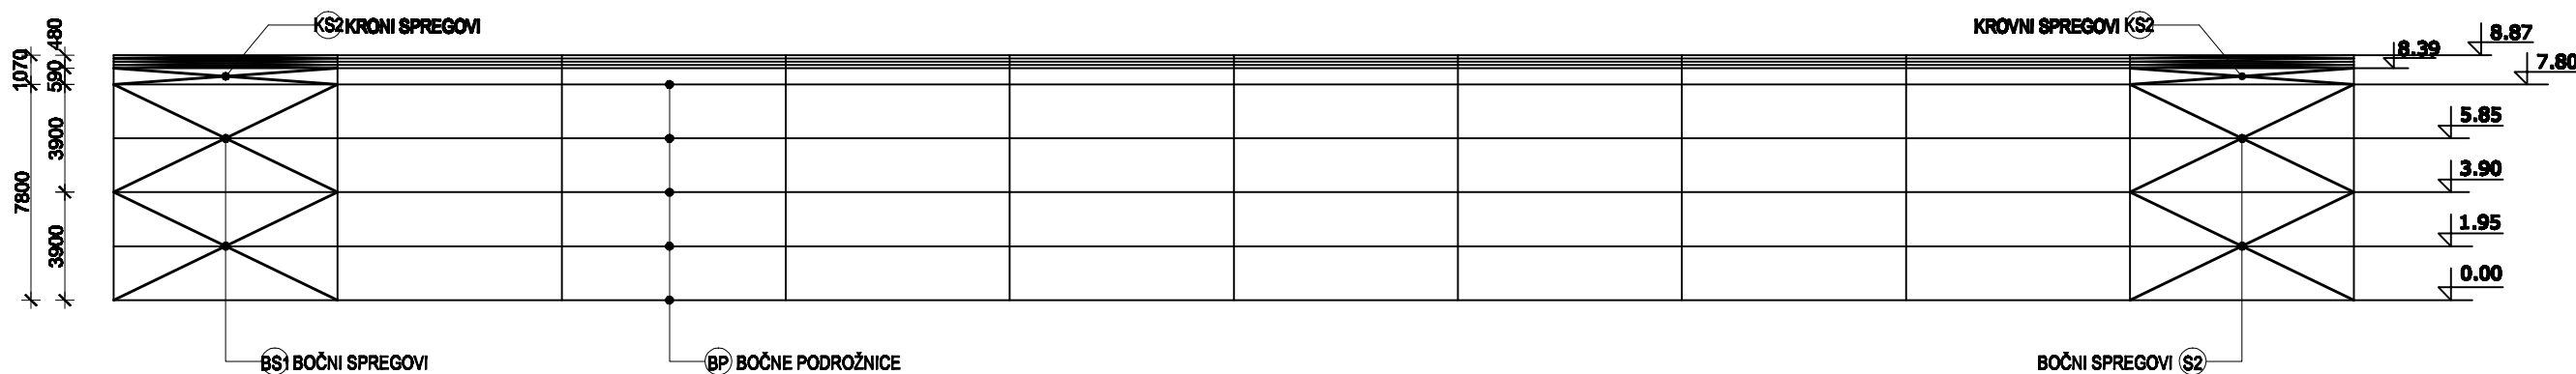 KS2 KRONI SPREGOVI
KROVNI SPREGOVI KS2
8.87
8.39
7.80
5.85
3.90
1.95
0.00
480
1070
590
3900
7800
3900
BS1 BOČNI SPREGOVI
BP BOČNE PODROŽNICE
BOČNI SPREGOVI S2